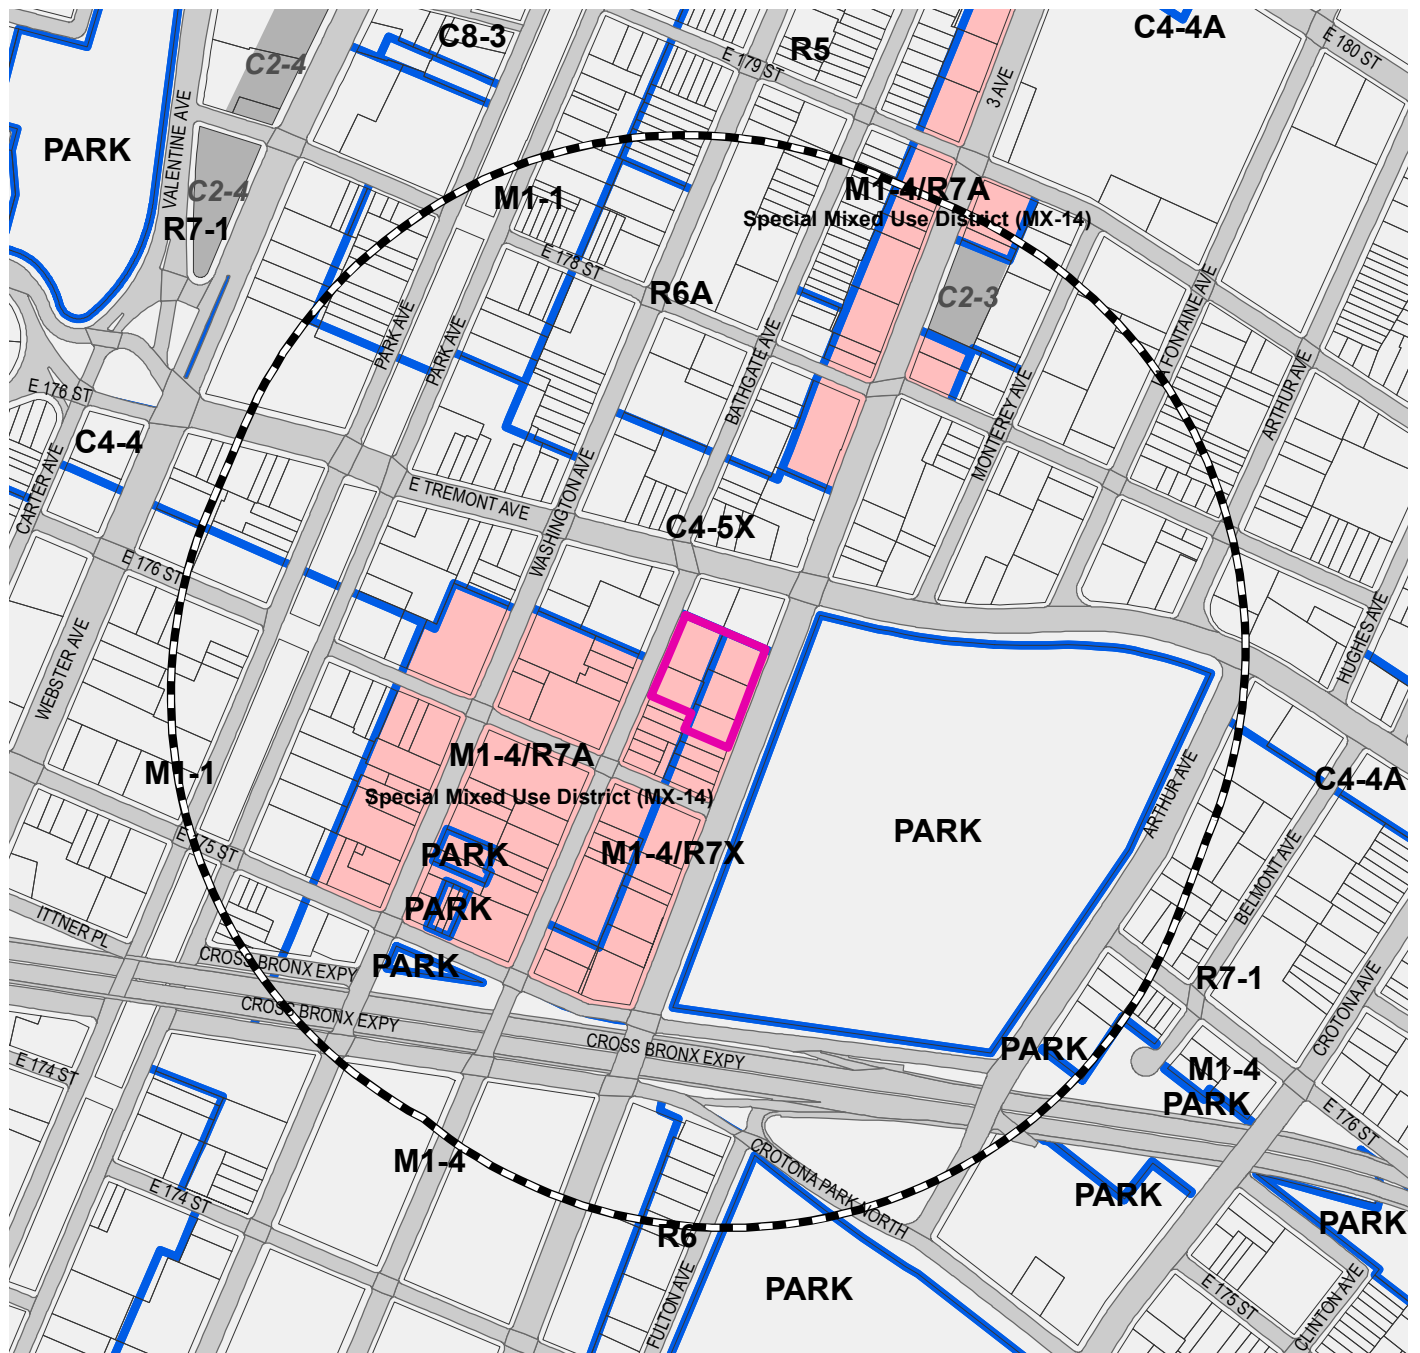 C4-4A
C8-3
R5
E 180 ST
C2-4
E 179 ST
3 AVE
PARK
VALENTINE AVE
C2-4
M1-1
M1-4/R7A
Special Mixed Use District (MX-14)
R7-1
E 178 ST
R6A
C2-3
LA FONTAINE AVE
PARK AVE
PARK AVE
BATHGATE AVE
E 176 ST
ARTHUR AVE
MONTEREY AVE
C4-4
CARTER AVE
E TREMONT AVE
WASHINGTON AVE
C4-5X
E 176 ST
HUGHES AVE
WEBSTER AVE
M1-4/R7A
M1-1
Special Mixed Use District (MX-14)
C4-4A
ARTHUR AVE
PARK
E 175 ST
PARK
M1-4/R7X
BELMONT AVE
PARK
ITTNER PL
CROSS BRONX EXPY
PARK
R7-1
CROSS BRONX EXPY
CROTONA AVE
CROSS BRONX EXPY
PARK
E 174 ST
M1-4
PARK
E 176 ST
M1-4
CROTONA PARK NORTH
E 174 ST
PARK
PARK
R6
PARK
E 175 ST
FULTON AVE
CLINTON AVE